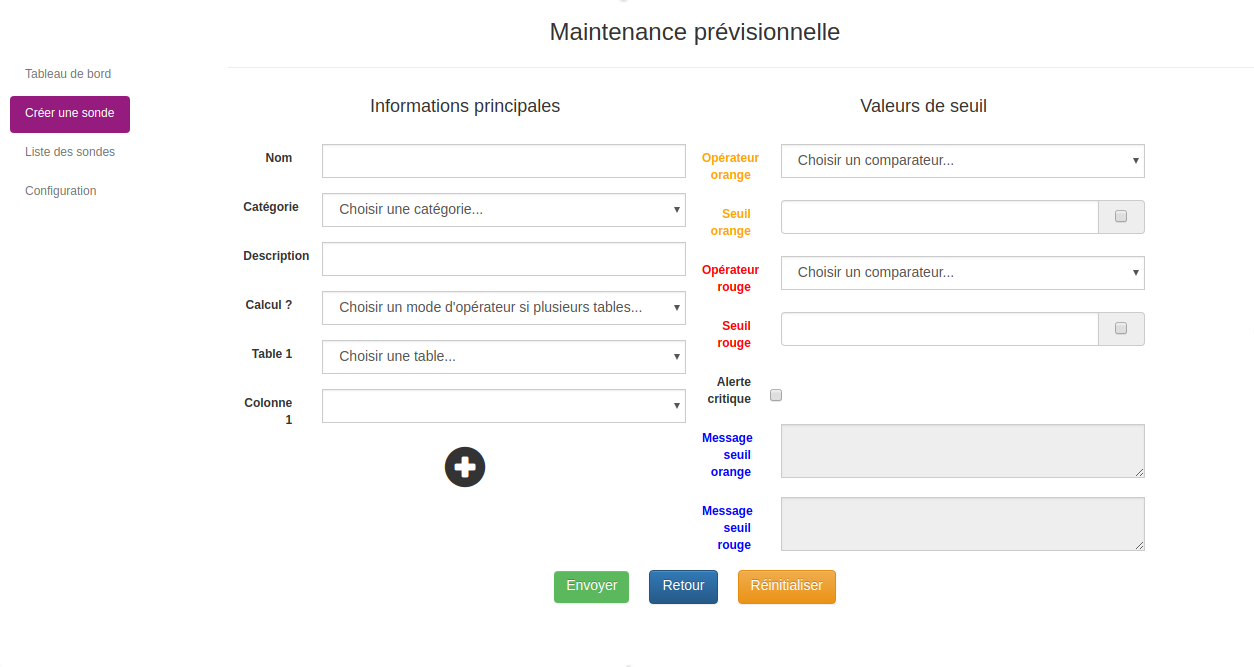 Maintenance prévisionnelle
Tableau de bord
Créer une sonde
Liste des sondes
Configuration
Informations principales
Nom
Catégorie
Choisir une catégorie...
Description
Calcul ?
Choisir un mode d'opérateur si plusieurs tables...
Table 1
Choisir une table...
Colonne
1
Valeurs de seuil
Opérateur
orange
Choisir un comparateur...
Seuil
orange
Opérateur
rouge
Choisir un comparateur...
Seuil
rouge
Alerte
critique
Message
seuil
orange
Message
seuil
rouge
Envoyer
Retour
Réinitialiser